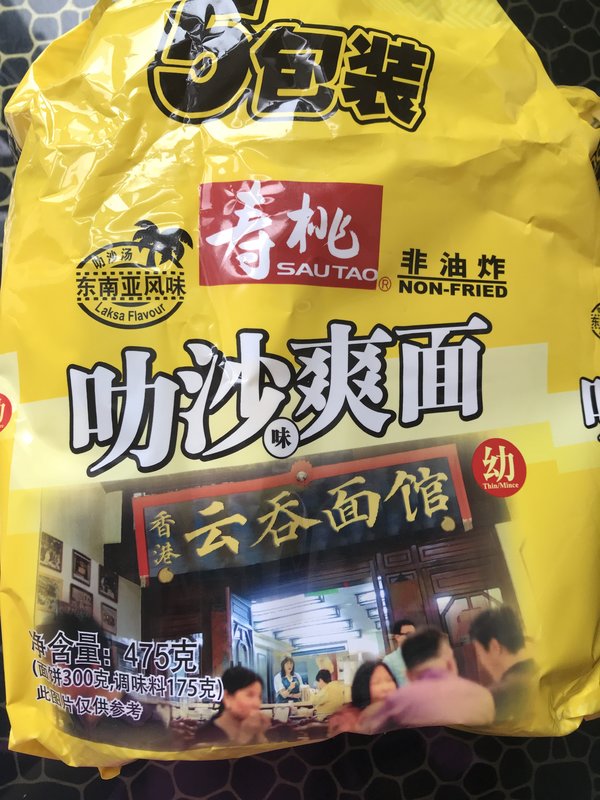 5包装
寿桃
SAUTAO®
叻沙汤
东南亚风味
Laksa Flavour
非油炸
NON-FRIED
叻沙味爽面
幼
Thin/Mince
香港
云吞面馆
净含量：475克
(面饼300克,调味料175克)
此图片仅供参考